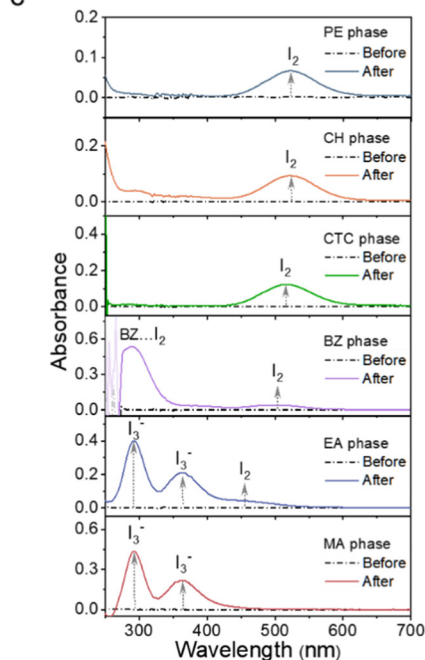 0.2
0.1
0.0
PE phase
Before
After
I2
0.2
0.0
CH phase
Before
After
I2
0.4
0.2
0.0
CTC phase
Before
After
I2
0.6
0.3
0.0
BZ phase
Before
After
BZ...I2
I2
0.4
0.2
0.0
EA phase
Before
After
I3-
I3-
I2
0.6
0.3
0.0
MA phase
Before
After
I3-
I3-
Absorbance
300 400 500 600 700
Wavelength (nm)